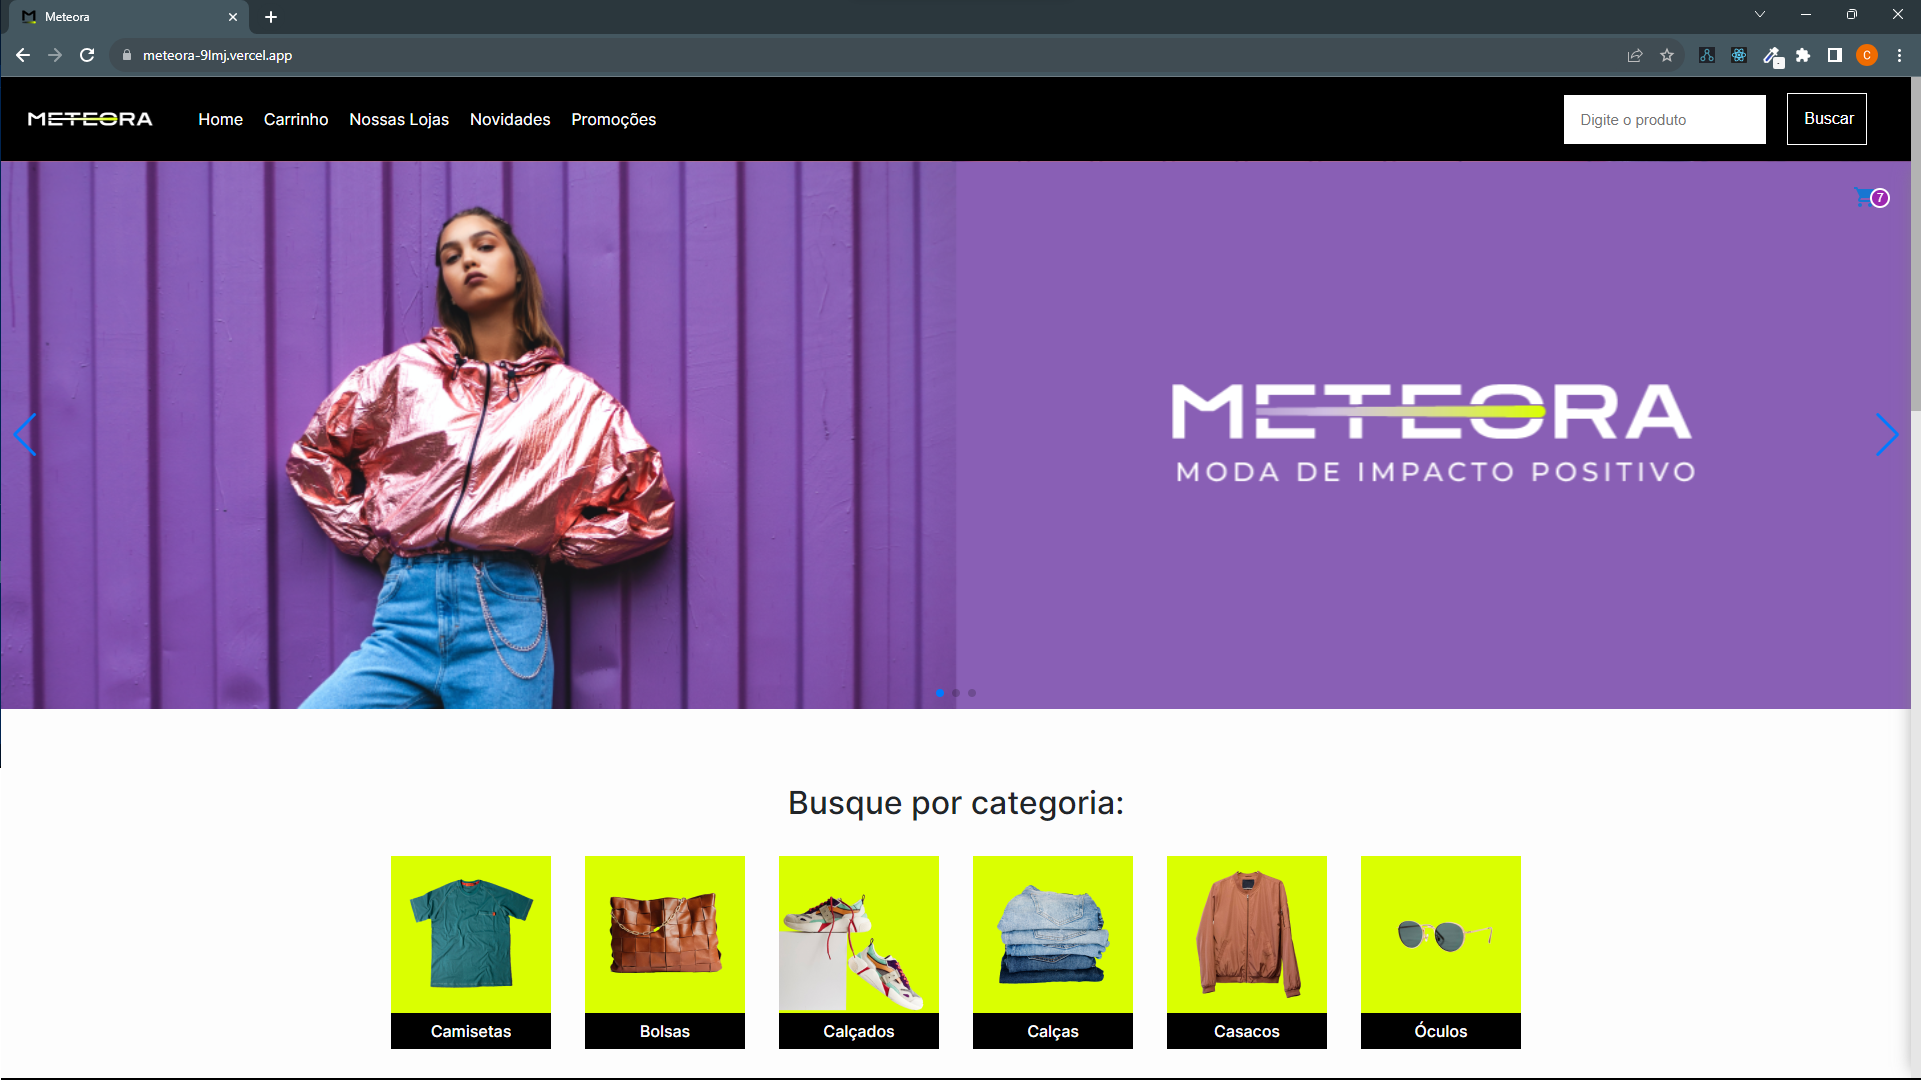 Meteora
meteora-9lmj.vercel.app
C
METEORA
Home
Carrinho
Nossas Lojas
Novidades
Promoções
Digite o produto
Buscar
7
METEORA
MODA DE IMPACTO POSITIVO
Busque por categoria:
Camisetas
Bolsas
Calçados
Calças
Casacos
Óculos